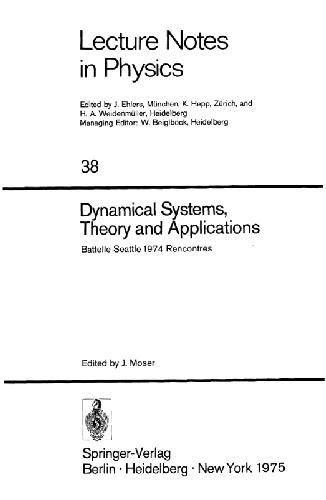 Lecture Notes
in Physics
Edited by J. Ehlers, München, K. Hepp, Zürich, and
H. A. Weidenmüller, Heidelberg
Managing Editor: W. Beiglböck, Heidelberg
38
Dynamical Systems,
Theory and Applications
Battelle Seattle 1974 Rencontres
Edited by J. Moser
Springer-Verlag
Berlin · Heidelberg · New York 1975